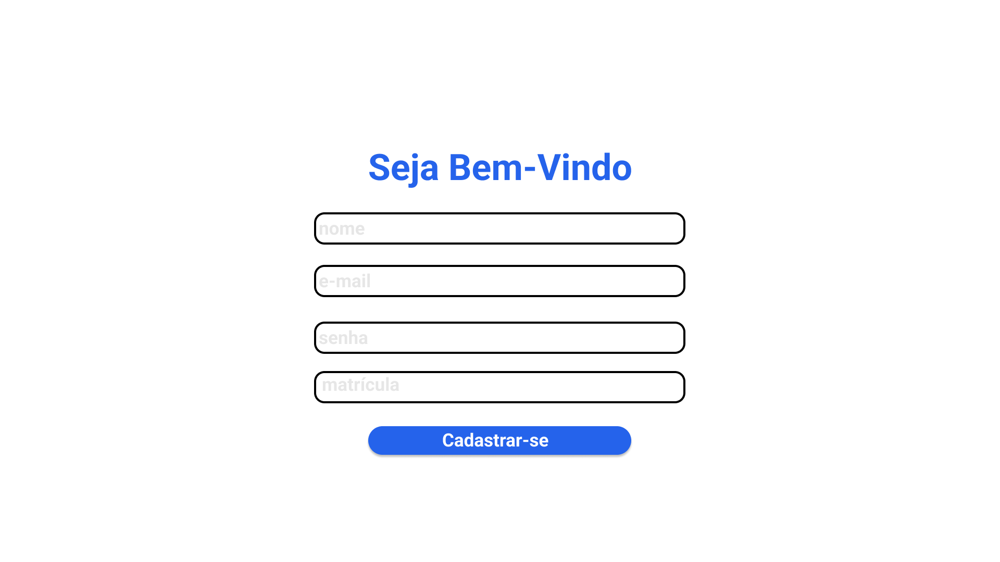 Seja Bem-Vindo
nome
e-mail
senha
matrícula
Cadastrar-se